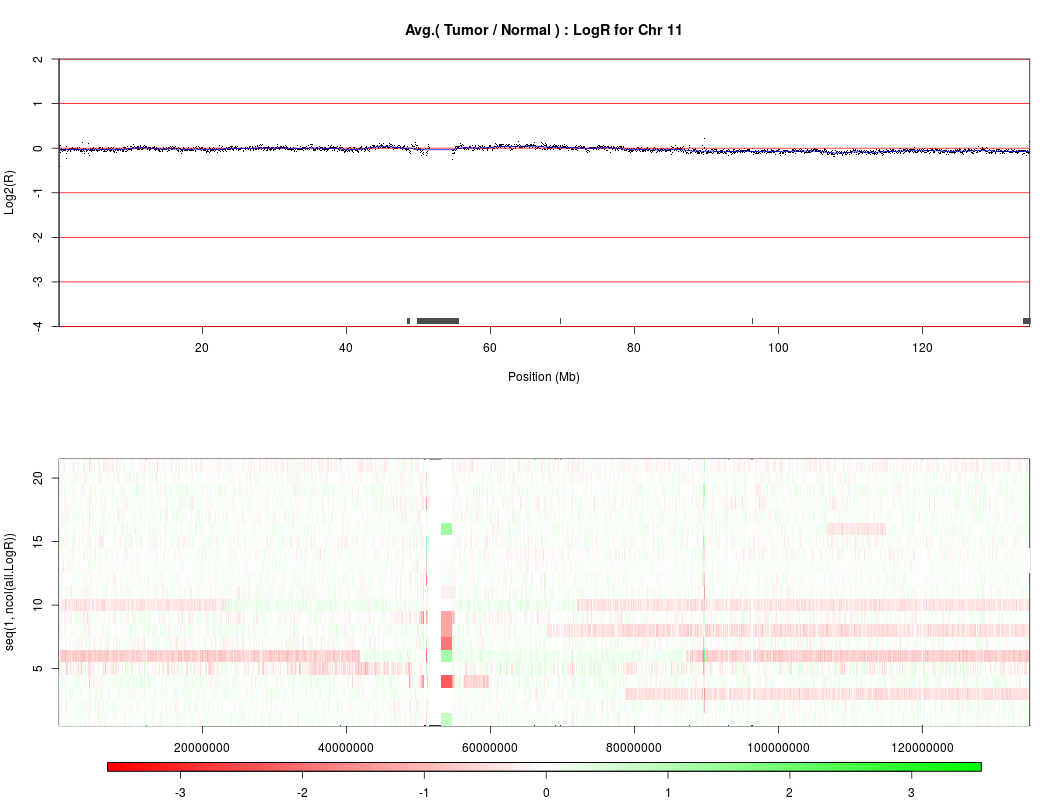 Avg.( Tumor / Normal ) : LogR for Chr 11
Log2(R)
2
1
0
-1
-2
-3
-4
20 40 60 80 100 120
Position (Mb)
seq(1, ncol(all.LogR))
20
15
10
5
20000000 40000000 60000000 80000000 100000000 120000000
-3 -2 -1 0 1 2 3